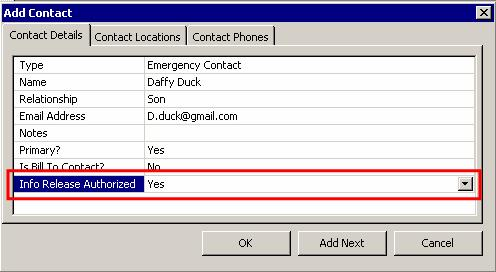 Add Contact
Contact Details Contact Locations Contact Phones
Type Emergency Contact
Name Daffy Duck
Relationship Son
Email Address D.duck@gmail.com
Notes
Primary? Yes
Is Bill To Contact? No
Info Release Authorized Yes
OK Add Next Cancel